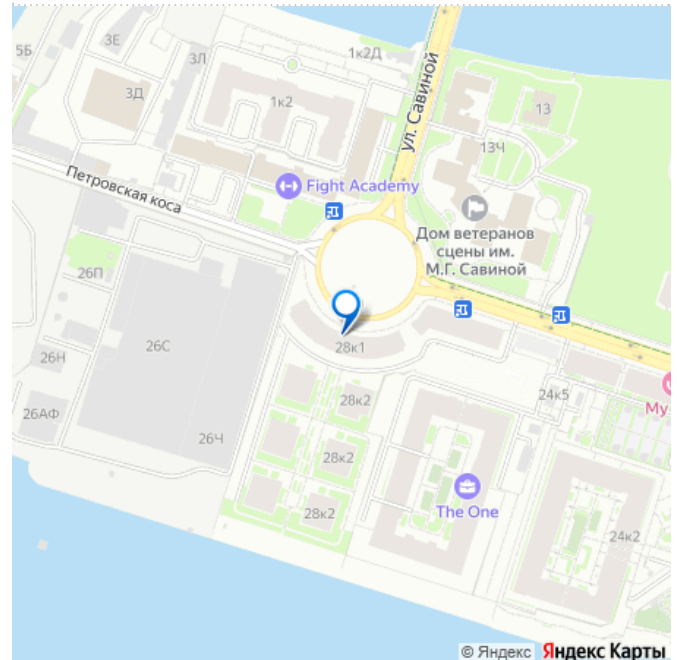 5Б
3Е
3Л
1к2Д
3Д
1к2
ул. Савиной
13
13Ч
Петровская коса
Fight Academy
Дом ветеранов
сцены им.
М.Г. Савиной
26П
26С
26Н
28к1
28к2
24к5
My
26АФ
26Ч
28к2
The One
28к2
24к2
© Яндекс Яндекс Карты